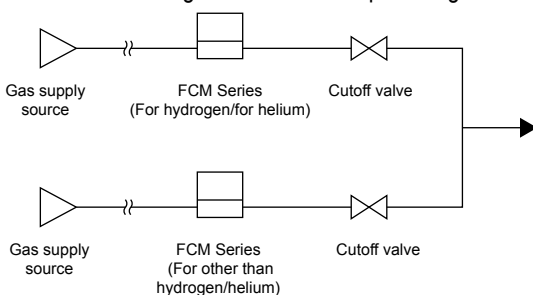 Gas supply
source
FCM Series
(For hydrogen/for helium)
Cutoff valve
Gas supply
source
FCM Series
(For other than
hydrogen/helium)
Cutoff valve